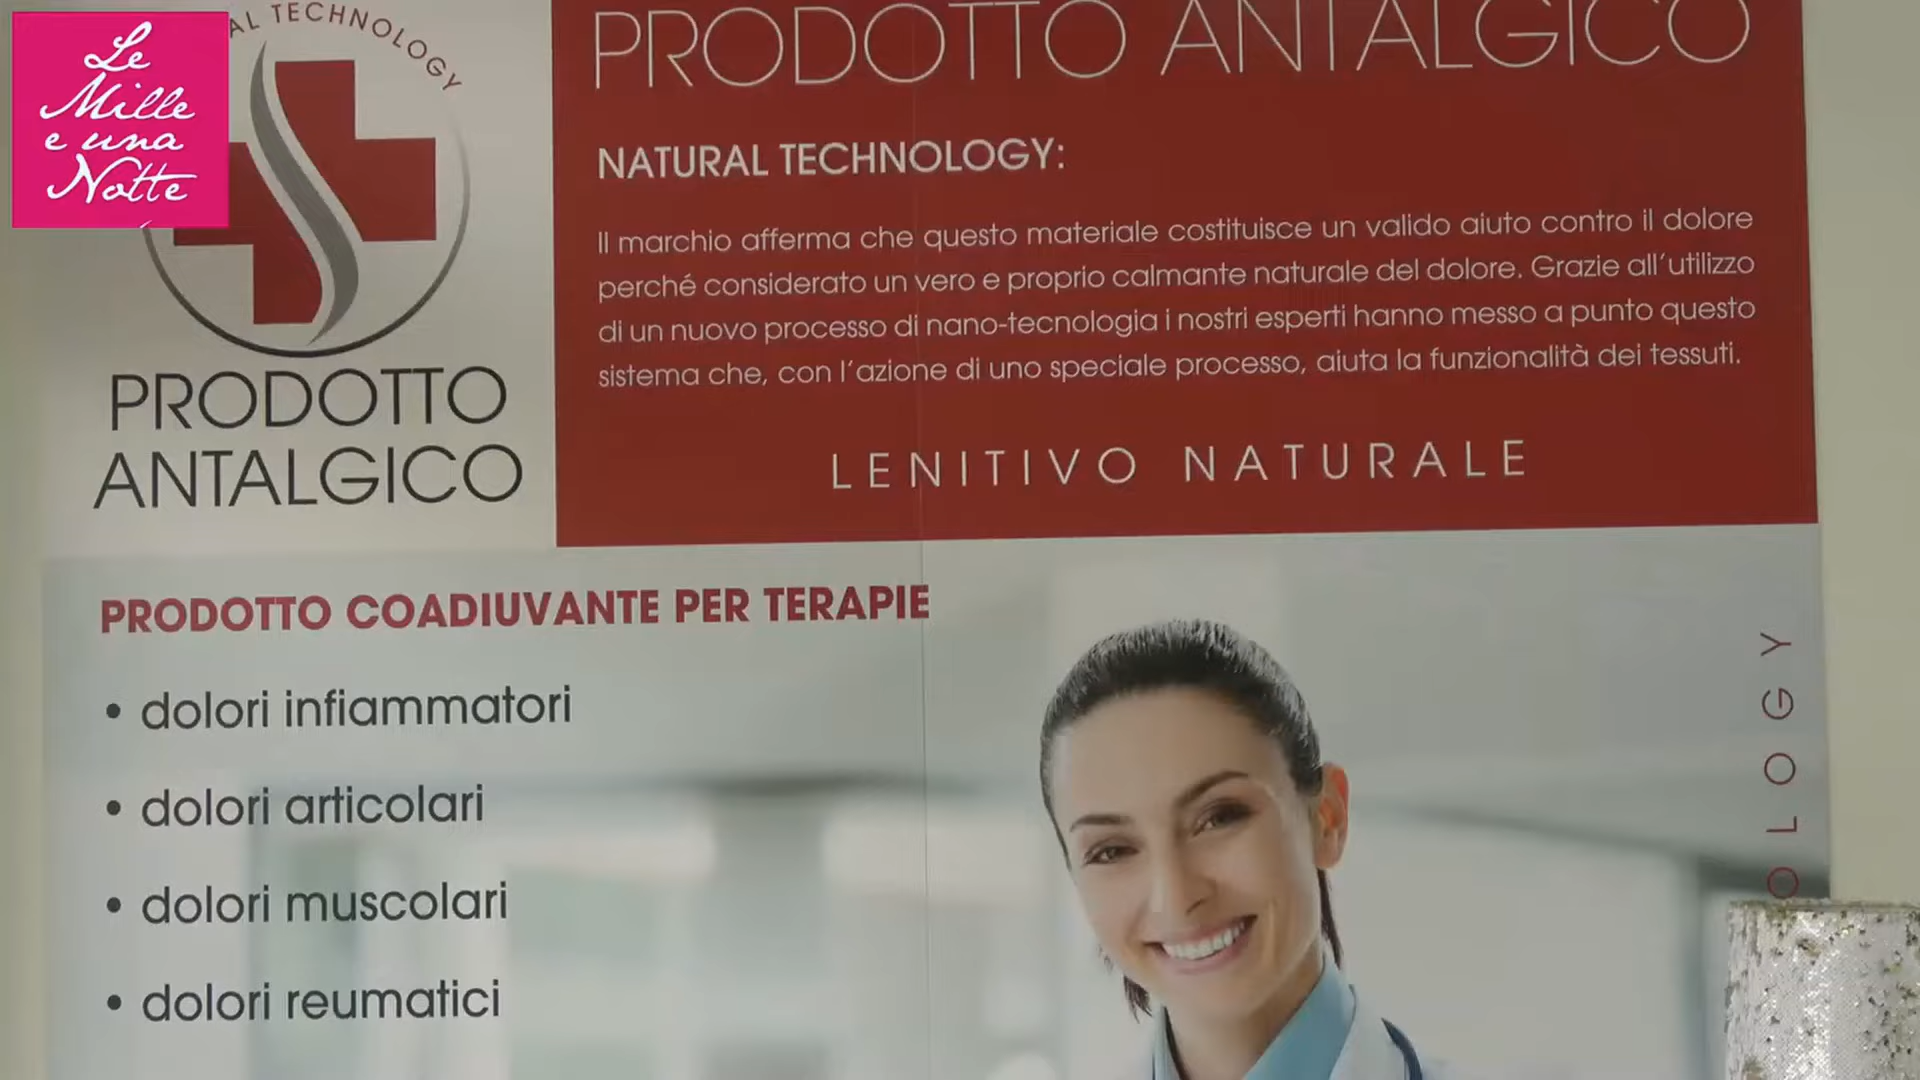 Le
Mille
e una
Notte
AL TECHNOLOGY
PRODOTTO
ANTALGICO
PRODOTTO ANTALGICO
NATURAL TECHNOLOGY:
Il marchio afferma che questo materiale costituisce un valido aiuto contro il dolore
perché considerato un vero e proprio calmante naturale del dolore. Grazie all'utilizzo
di un nuovo processo di nano-tecnologia i nostri esperti hanno messo a punto questo
sistema che, con l'azione di uno speciale processo, aiuta la funzionalità dei tessuti.
LENITIVO NATURALE
PRODOTTO COADIUVANTE PER TERAPIE
• dolori infiammatori
• dolori articolari
• dolori muscolari
• dolori reumatici
OLOGY